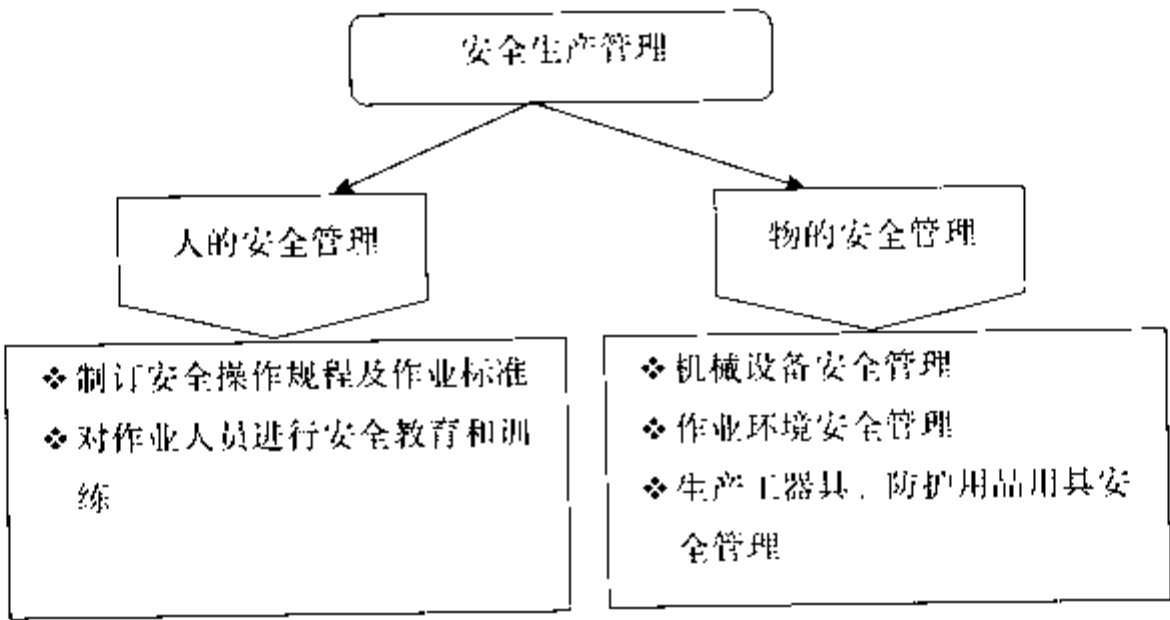 安全生产管理
人的安全管理
物的安全管理
❖ 制订安全操作规程及作业标准
❖ 对作业人员进行安全教育和训
练
❖ 机械设备安全管理
❖ 作业环境安全管理
❖ 生产工器具、防护用品用具安
全管理